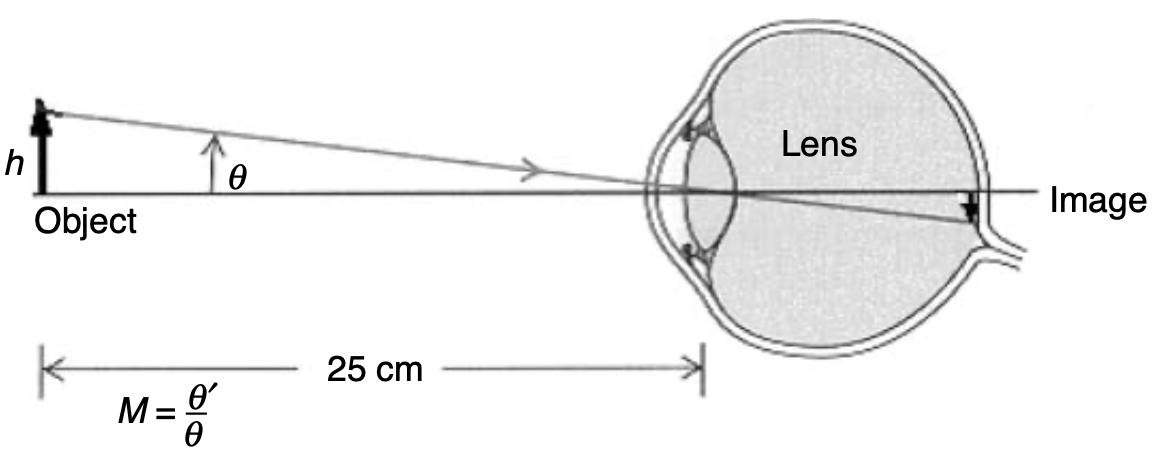 Lens
h
θ
Object
Image
25 cm
M = θ′/θ